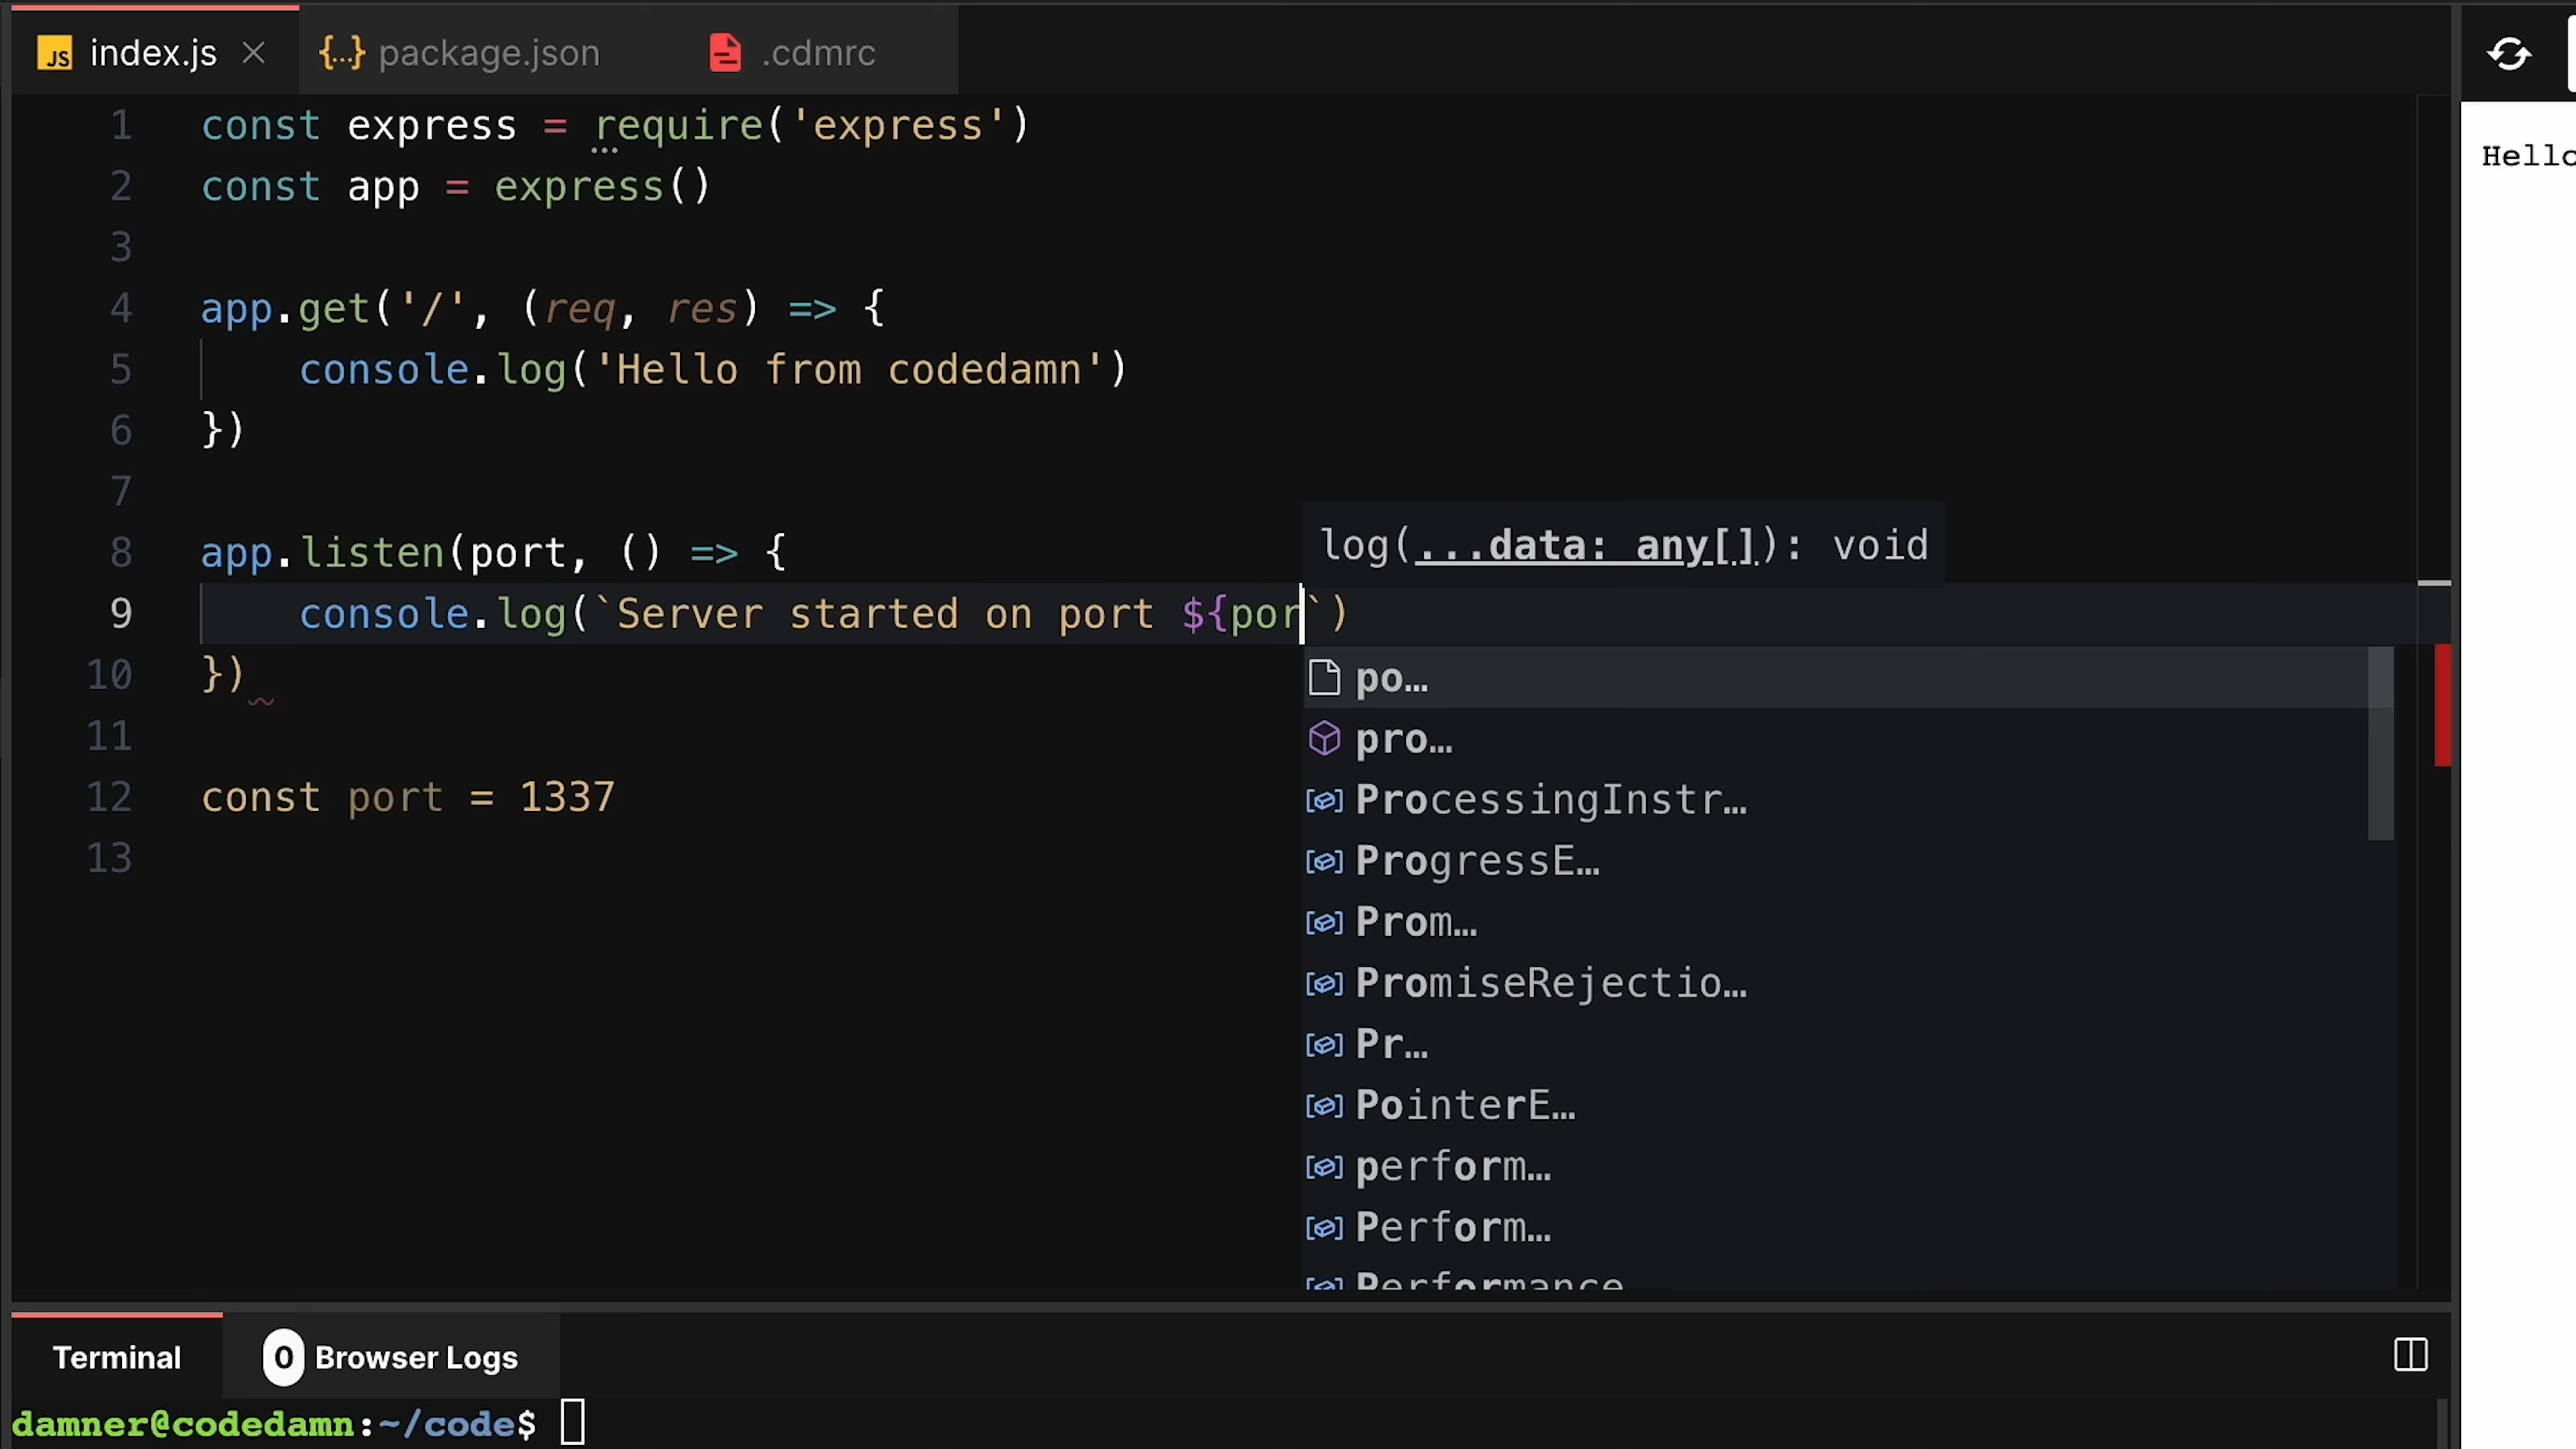 JS index.js × {...} package.json .cdmrc
1 const express = require('express')
2 const app = express()
3
4 app.get('/', (req, res) => {
5 console.log('Hello from codedamn')
6 })
7
8 app.listen(port, () => {
9 console.log(`Server started on port ${por`)
10 })
11
12 const port = 1337
13
log(...data: any[]): void
po…
pro…
ProcessingInstr…
ProgressE…
Prom…
PromiseRejectio…
Pr…
PointerE…
perform…
Perform…
Performance
Terminal 0 Browser Logs
damner@codedamn:~/code$
Hello